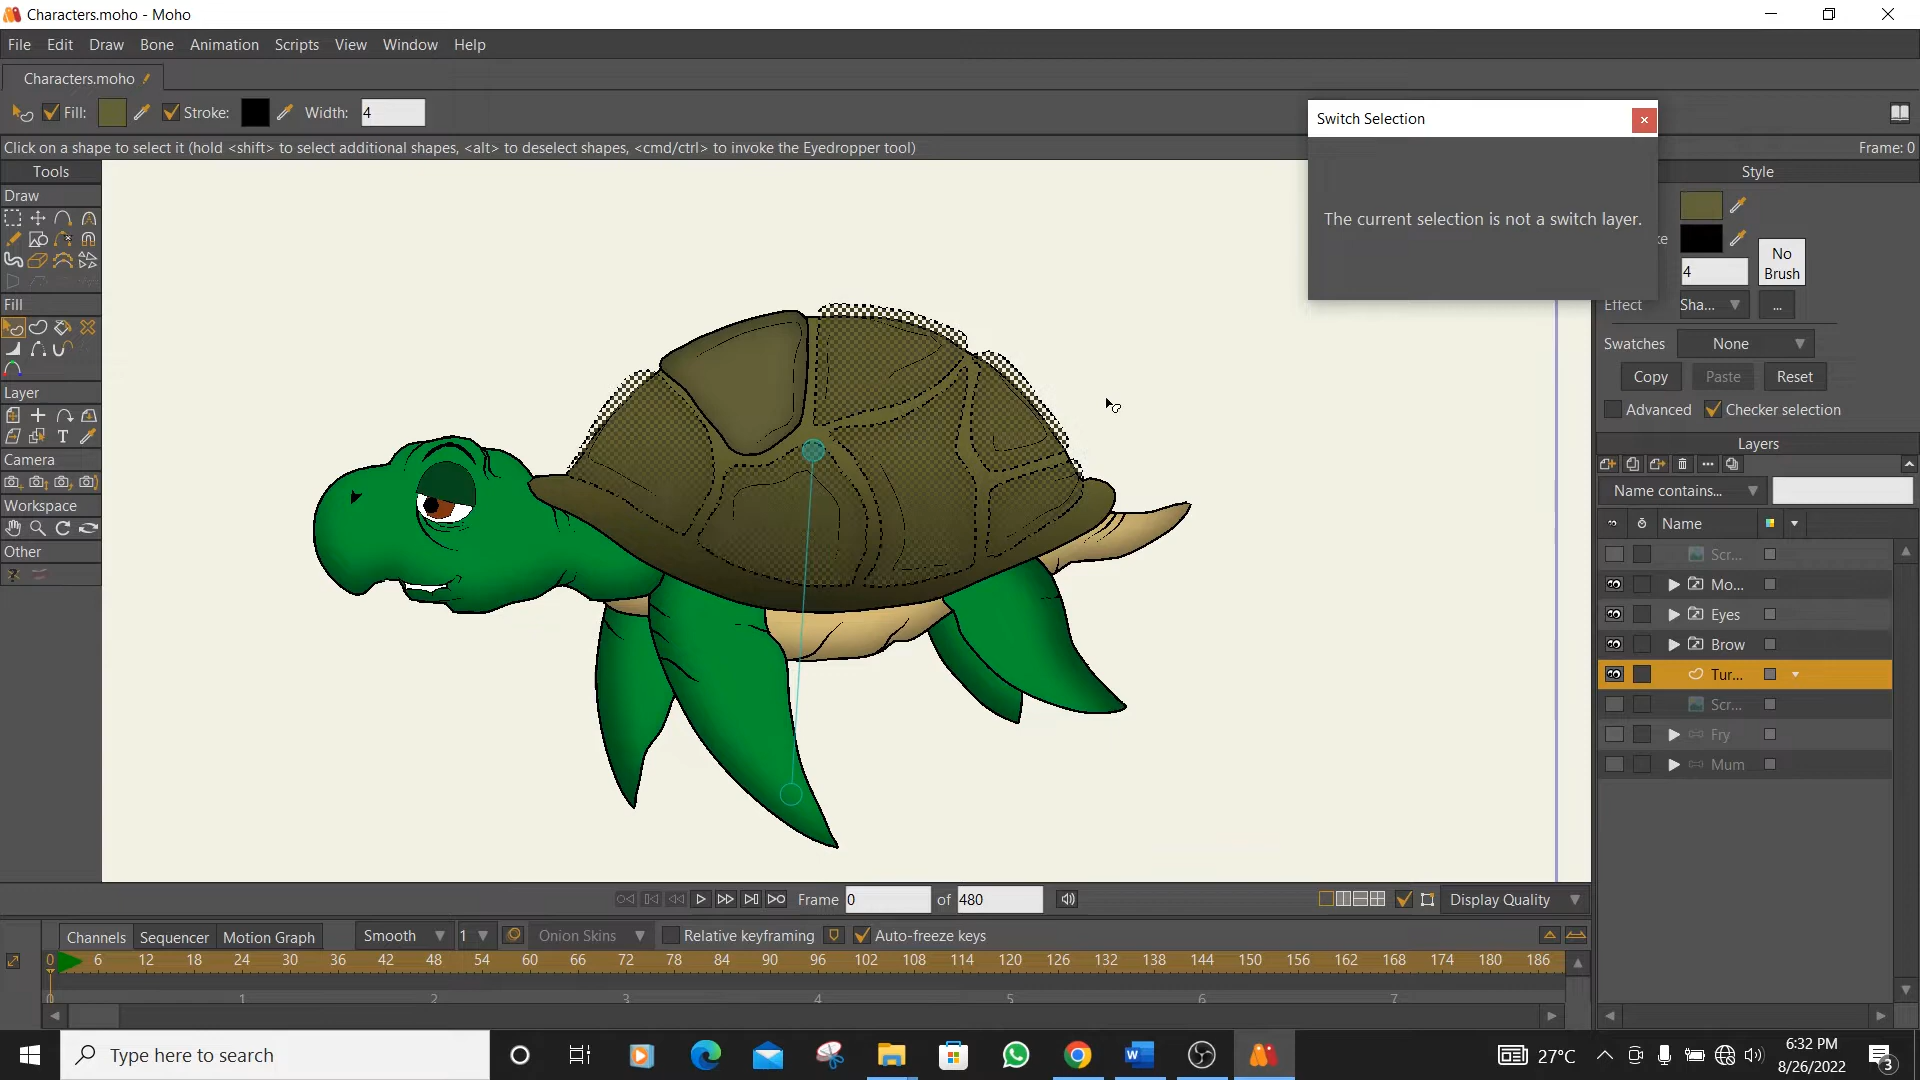 Characters.moho - Moho
File Edit Draw Bone Animation Scripts View Window Help
Characters.moho
Fill: Stroke: Width: 4
Click on a shape to select it (hold <shift> to select additional shapes, <alt> to deselect shapes, <cmd/ctrl> to invoke the Eyedropper tool) Frame: 0
Switch Selection
The current selection is not a switch layer.
Tools
Draw
Fill
Layer
Camera
Workspace
Other
Style
4
No
Brush
Effect Sha... ...
Swatches None
Copy Paste Reset
Advanced Checker selection
Layers
Name contains...
Name
Scr...
Mo...
Eyes
Brow
Tur...
Scr...
Fry
Mum
Frame 0 of 480 Display Quality
Channels Sequencer Motion Graph Smooth 1 Onion Skins Relative keyframing Auto-freeze keys
0 6 12 18 24 30 36 42 48 54 60 66 72 78 84 90 96 102 108 114 120 126 132 138 144 150 156 162 168 174 180 186
0 1 2 3 4 5 6 7
Type here to search
27°C
6:32 PM
8/26/2022
3